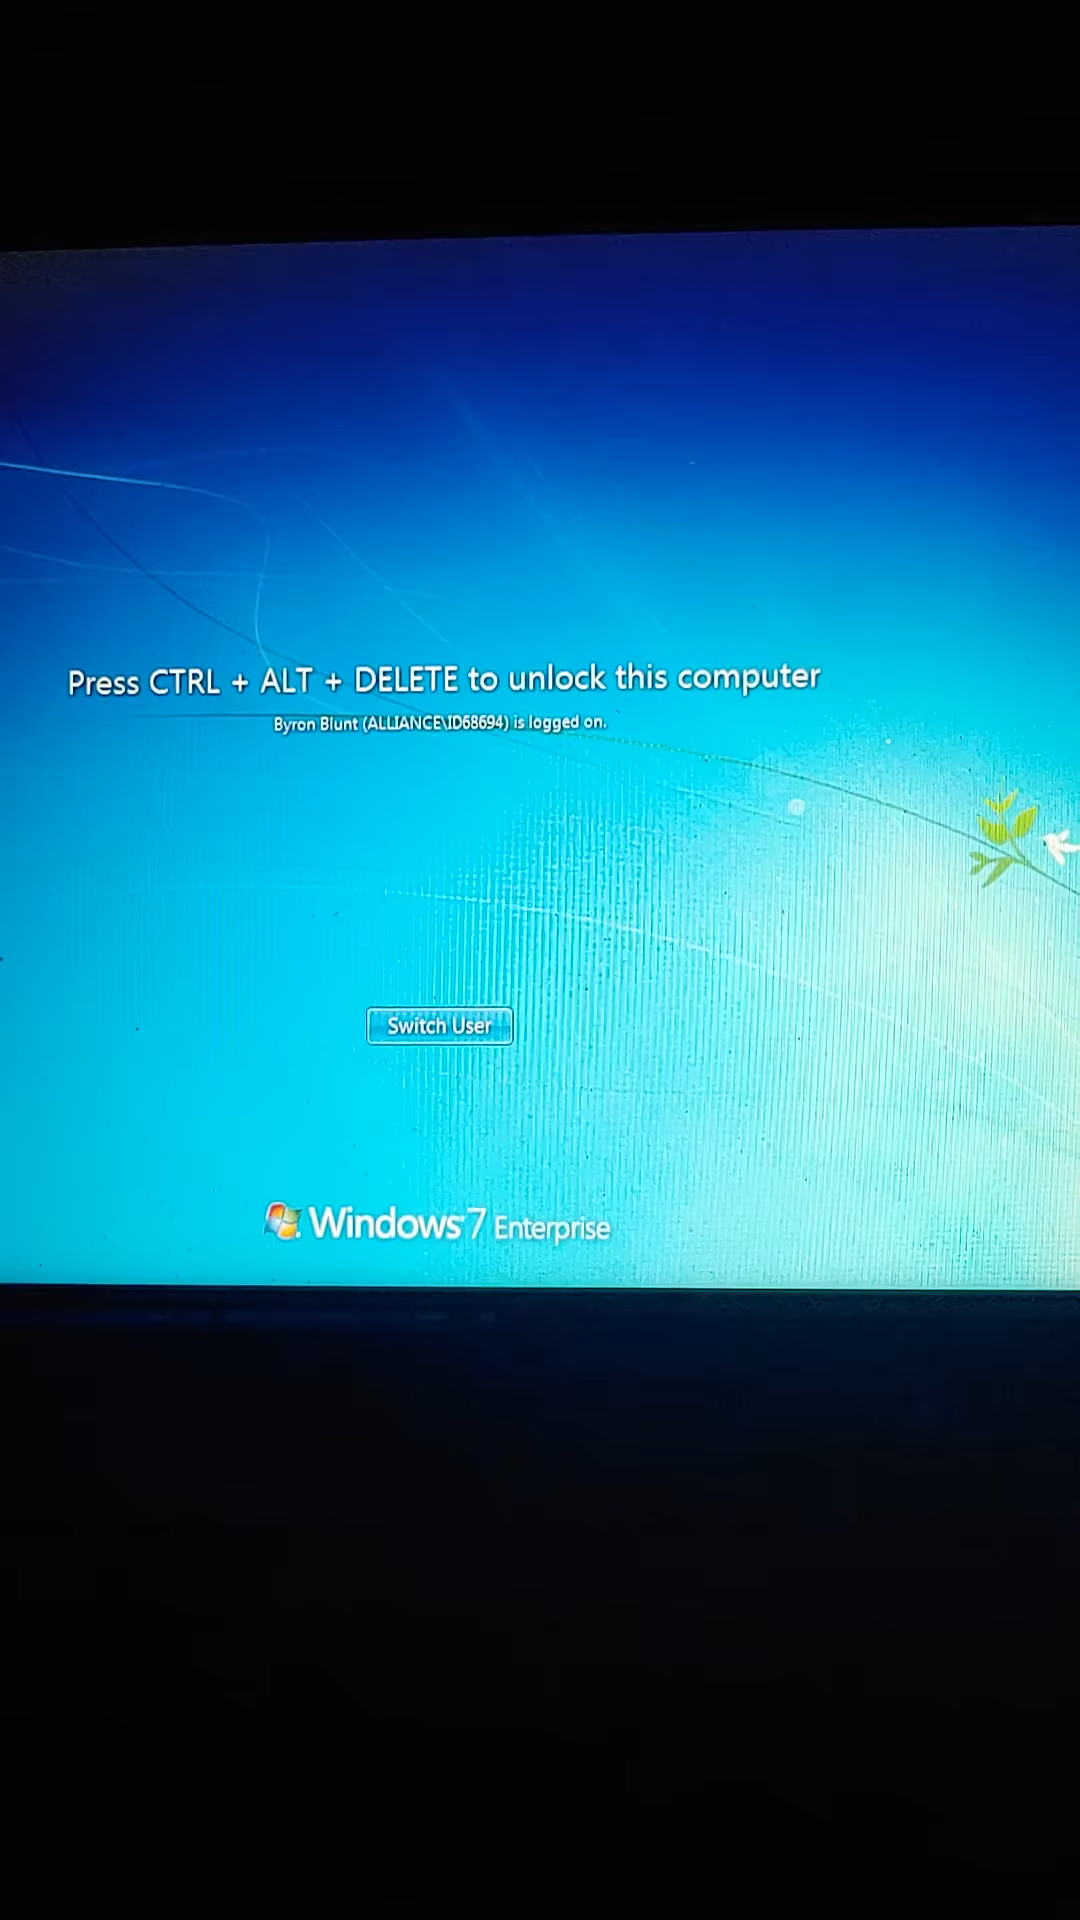 Press CTRL + ALT + DELETE to unlock this computer
Byron Blunt (ALLIANCE\ID68694) is logged on.
Switch User
Windows 7 Enterprise